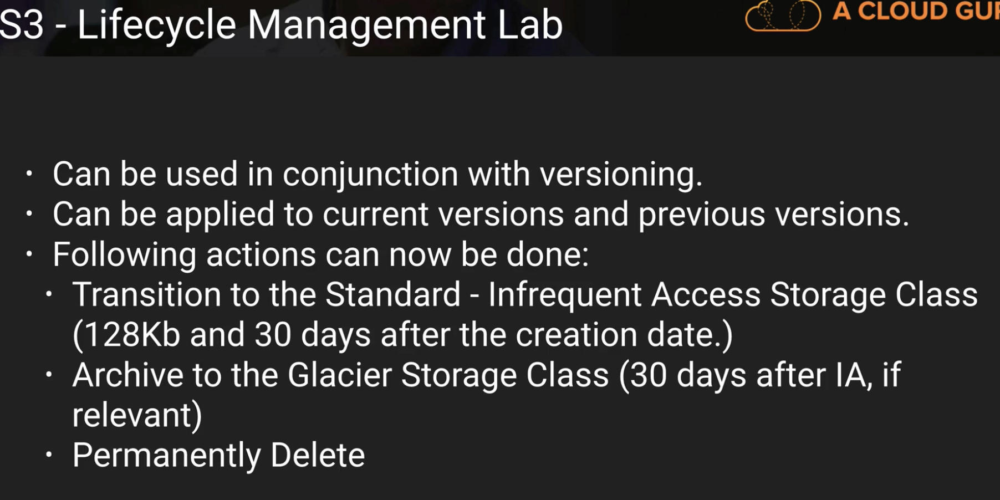 S3 - Lifecycle Management Lab
A CLOUD GUR
· Can be used in conjunction with versioning.
· Can be applied to current versions and previous versions.
· Following actions can now be done:
· Transition to the Standard - Infrequent Access Storage Class
(128Kb and 30 days after the creation date.)
· Archive to the Glacier Storage Class (30 days after IA, if
relevant)
· Permanently Delete